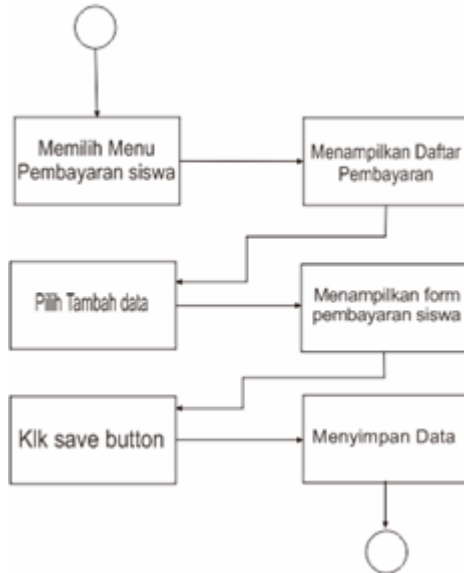 Memilih Menu
Pembayaran siswa
Menampilkan Daftar
Pembayaran
Pilih Tambah data
Menampilkan form
pembayaran siswa
Klk save button
Menyimpan Data